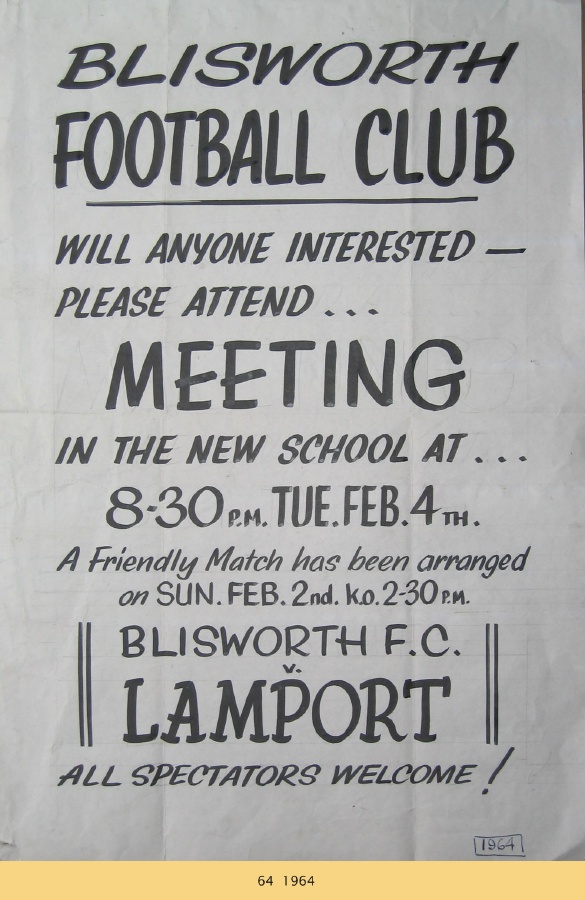 BLISWORTH
FOOTBALL CLUB
WILL ANYONE INTERESTED —
PLEASE ATTEND...
MEETING
IN THE NEW SCHOOL AT...
8-30 P.M. TUE. FEB. 4TH.
A Friendly Match has been arranged
on SUN. FEB. 2nd. k.o. 2-30 P.M.
BLISWORTH F.C.
v.
LAMPORT
ALL SPECTATORS WELCOME!
1964
64 1964